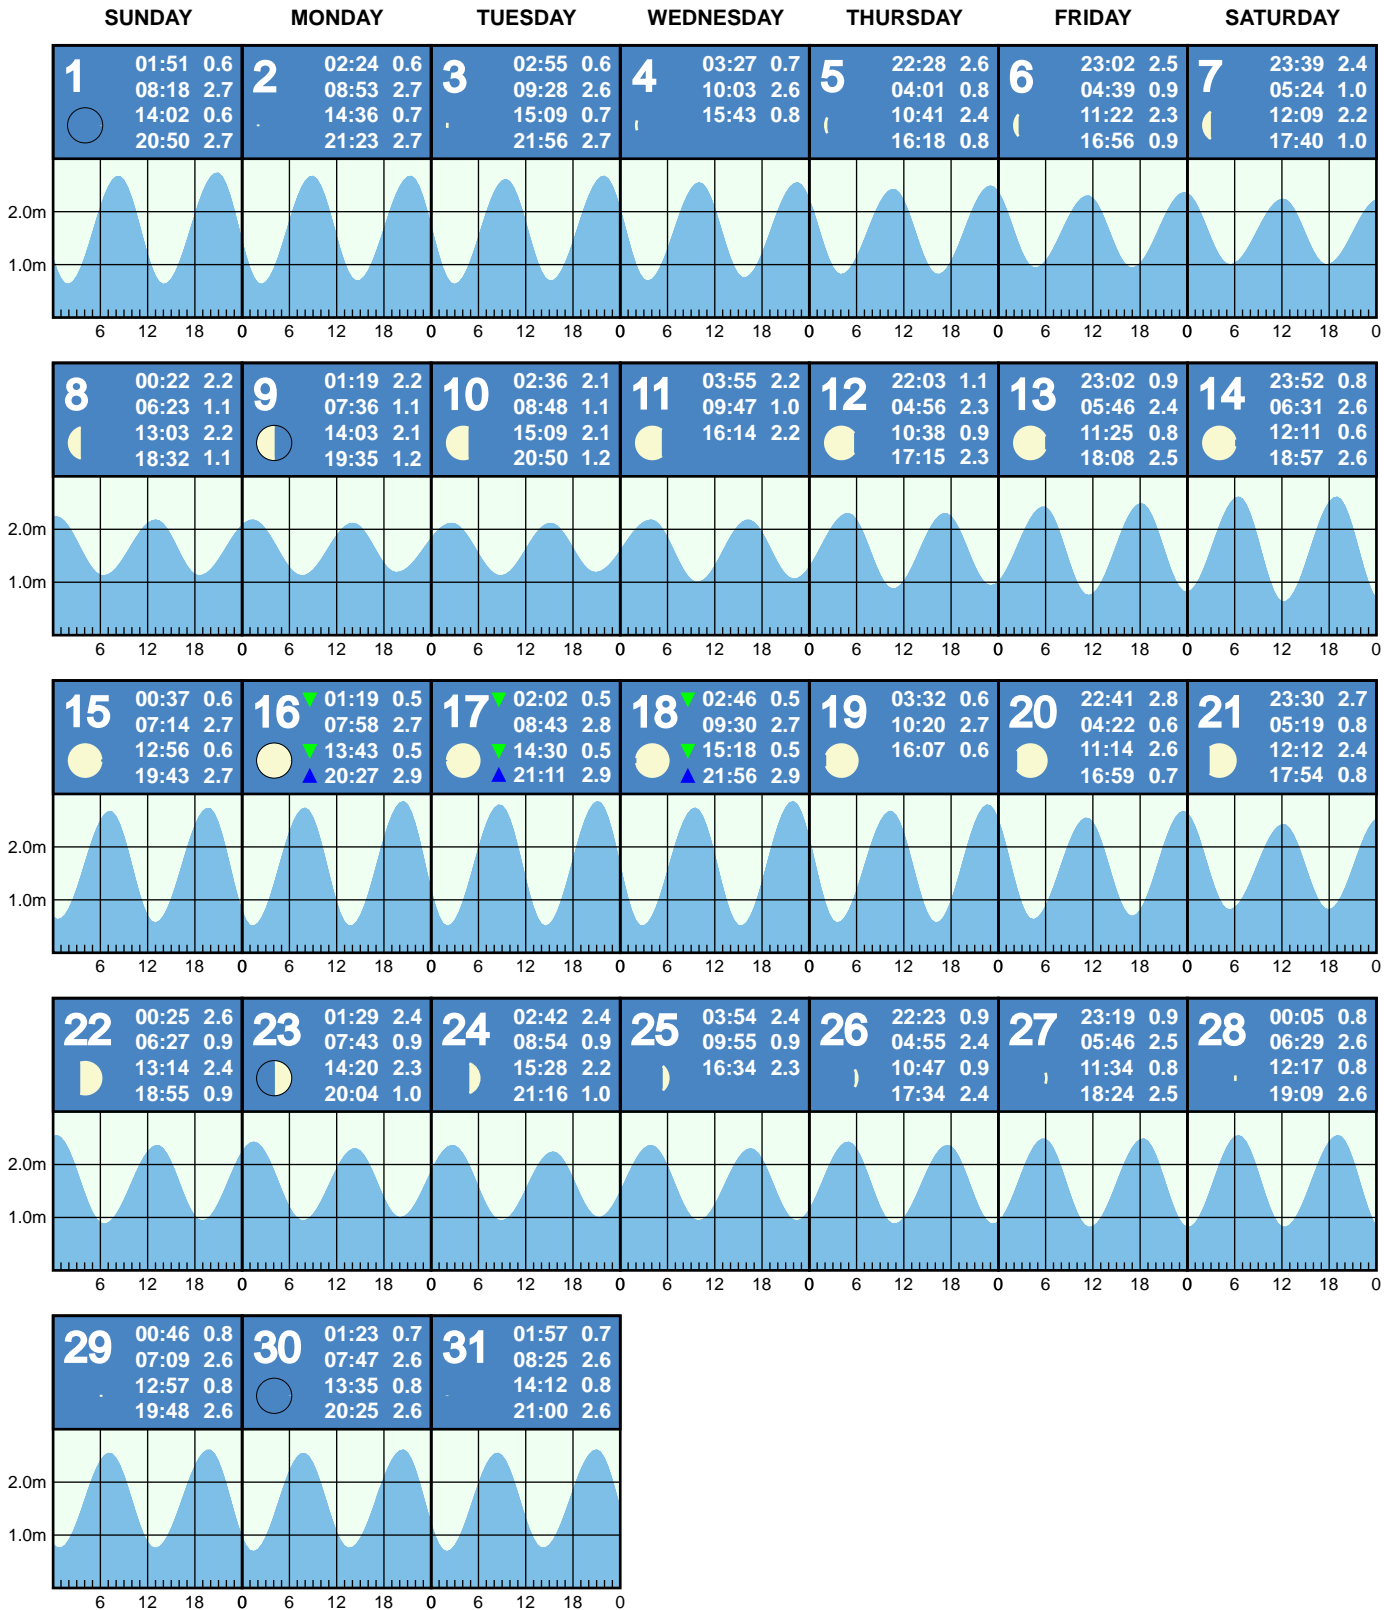 SUNDAY MONDAY TUESDAY WEDNESDAY THURSDAY FRIDAY SATURDAY
1 01:51 0.6
08:18 2.7
14:02 0.6
20:50 2.7
2 02:24 0.6
08:53 2.7
14:36 0.7
21:23 2.7
3 02:55 0.6
09:28 2.6
15:09 0.7
21:56 2.7
4 03:27 0.7
10:03 2.6
15:43 0.8
5 22:28 2.6
04:01 0.8
10:41 2.4
16:18 0.8
6 23:02 2.5
04:39 0.9
11:22 2.3
16:56 0.9
7 23:39 2.4
05:24 1.0
12:09 2.2
17:40 1.0
2.0m
1.0m
6 12 18 0 6 12 18 0 6 12 18 0 6 12 18 0 6 12 18 0 6 12 18 0 6 12 18 0
8 00:22 2.2
06:23 1.1
13:03 2.2
18:32 1.1
9 01:19 2.2
07:36 1.1
14:03 2.1
19:35 1.2
10 02:36 2.1
08:48 1.1
15:09 2.1
20:50 1.2
11 03:55 2.2
09:47 1.0
16:14 2.2
12 22:03 1.1
04:56 2.3
10:38 0.9
17:15 2.3
13 23:02 0.9
05:46 2.4
11:25 0.8
18:08 2.5
14 23:52 0.8
06:31 2.6
12:11 0.6
18:57 2.6
2.0m
1.0m
6 12 18 0 6 12 18 0 6 12 18 0 6 12 18 0 6 12 18 0 6 12 18 0 6 12 18 0
15 00:37 0.6
07:14 2.7
12:56 0.6
19:43 2.7
16 01:19 0.5
07:58 2.7
13:43 0.5
20:27 2.9
17 02:02 0.5
08:43 2.8
14:30 0.5
21:11 2.9
18 02:46 0.5
09:30 2.7
15:18 0.5
21:56 2.9
19 03:32 0.6
10:20 2.7
16:07 0.6
20 22:41 2.8
04:22 0.6
11:14 2.6
16:59 0.7
21 23:30 2.7
05:19 0.8
12:12 2.4
17:54 0.8
2.0m
1.0m
6 12 18 0 6 12 18 0 6 12 18 0 6 12 18 0 6 12 18 0 6 12 18 0 6 12 18 0
22 00:25 2.6
06:27 0.9
13:14 2.4
18:55 0.9
23 01:29 2.4
07:43 0.9
14:20 2.3
20:04 1.0
24 02:42 2.4
08:54 0.9
15:28 2.2
21:16 1.0
25 03:54 2.4
09:55 0.9
16:34 2.3
26 22:23 0.9
04:55 2.4
10:47 0.9
17:34 2.4
27 23:19 0.9
05:46 2.5
11:34 0.8
18:24 2.5
28 00:05 0.8
06:29 2.6
12:17 0.8
19:09 2.6
2.0m
1.0m
6 12 18 0 6 12 18 0 6 12 18 0 6 12 18 0 6 12 18 0 6 12 18 0 6 12 18 0
29 00:46 0.8
07:09 2.6
12:57 0.8
19:48 2.6
30 01:23 0.7
07:47 2.6
13:35 0.8
20:25 2.6
31 01:57 0.7
08:25 2.6
14:12 0.8
21:00 2.6
2.0m
1.0m
6 12 18 0 6 12 18 0 6 12 18 0